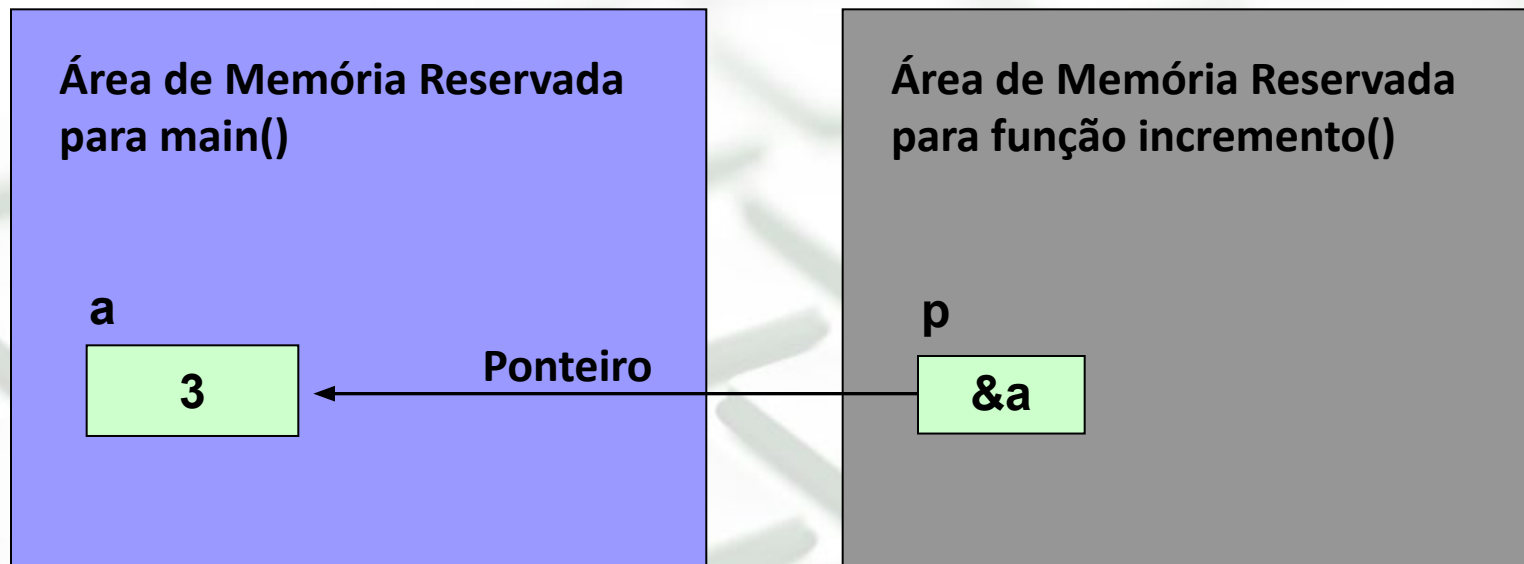 Área de Memória Reservada
para main()
a
3
Ponteiro
Área de Memória Reservada
para função incremento()
p
&a